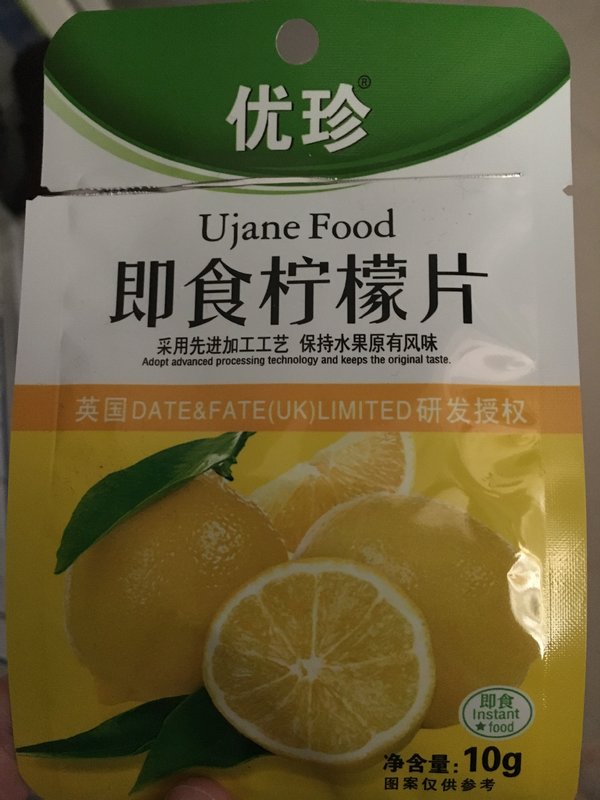 优珍®
Ujane Food
即食柠檬片
采用先进加工工艺 保持水果原有风味
Adopt advanced processing technology and keeps the original taste.
英国DATE&FATE(UK)LIMITED研发授权
即食
Instant
food
净含量:10g
图案仅供参考